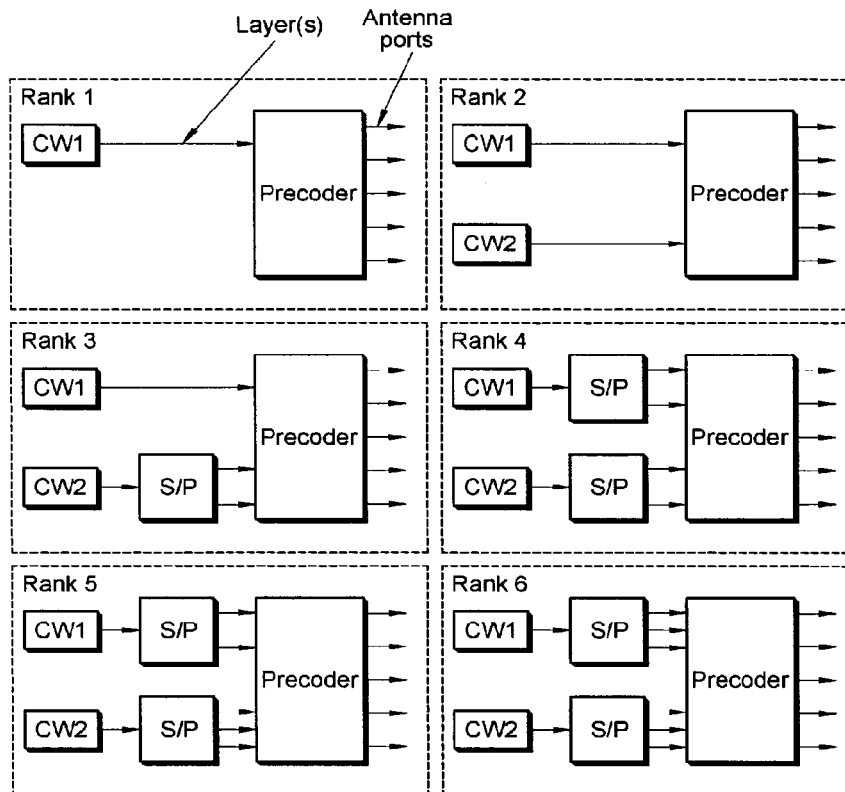 Layer(s)
Antenna
ports
Rank 1
CW1
Precoder
Rank 2
CW1
CW2
Precoder
Rank 3
CW1
CW2
S/P
Precoder
Rank 4
CW1
S/P
CW2
S/P
Precoder
Rank 5
CW1
S/P
CW2
S/P
Precoder
Rank 6
CW1
S/P
CW2
S/P
Precoder